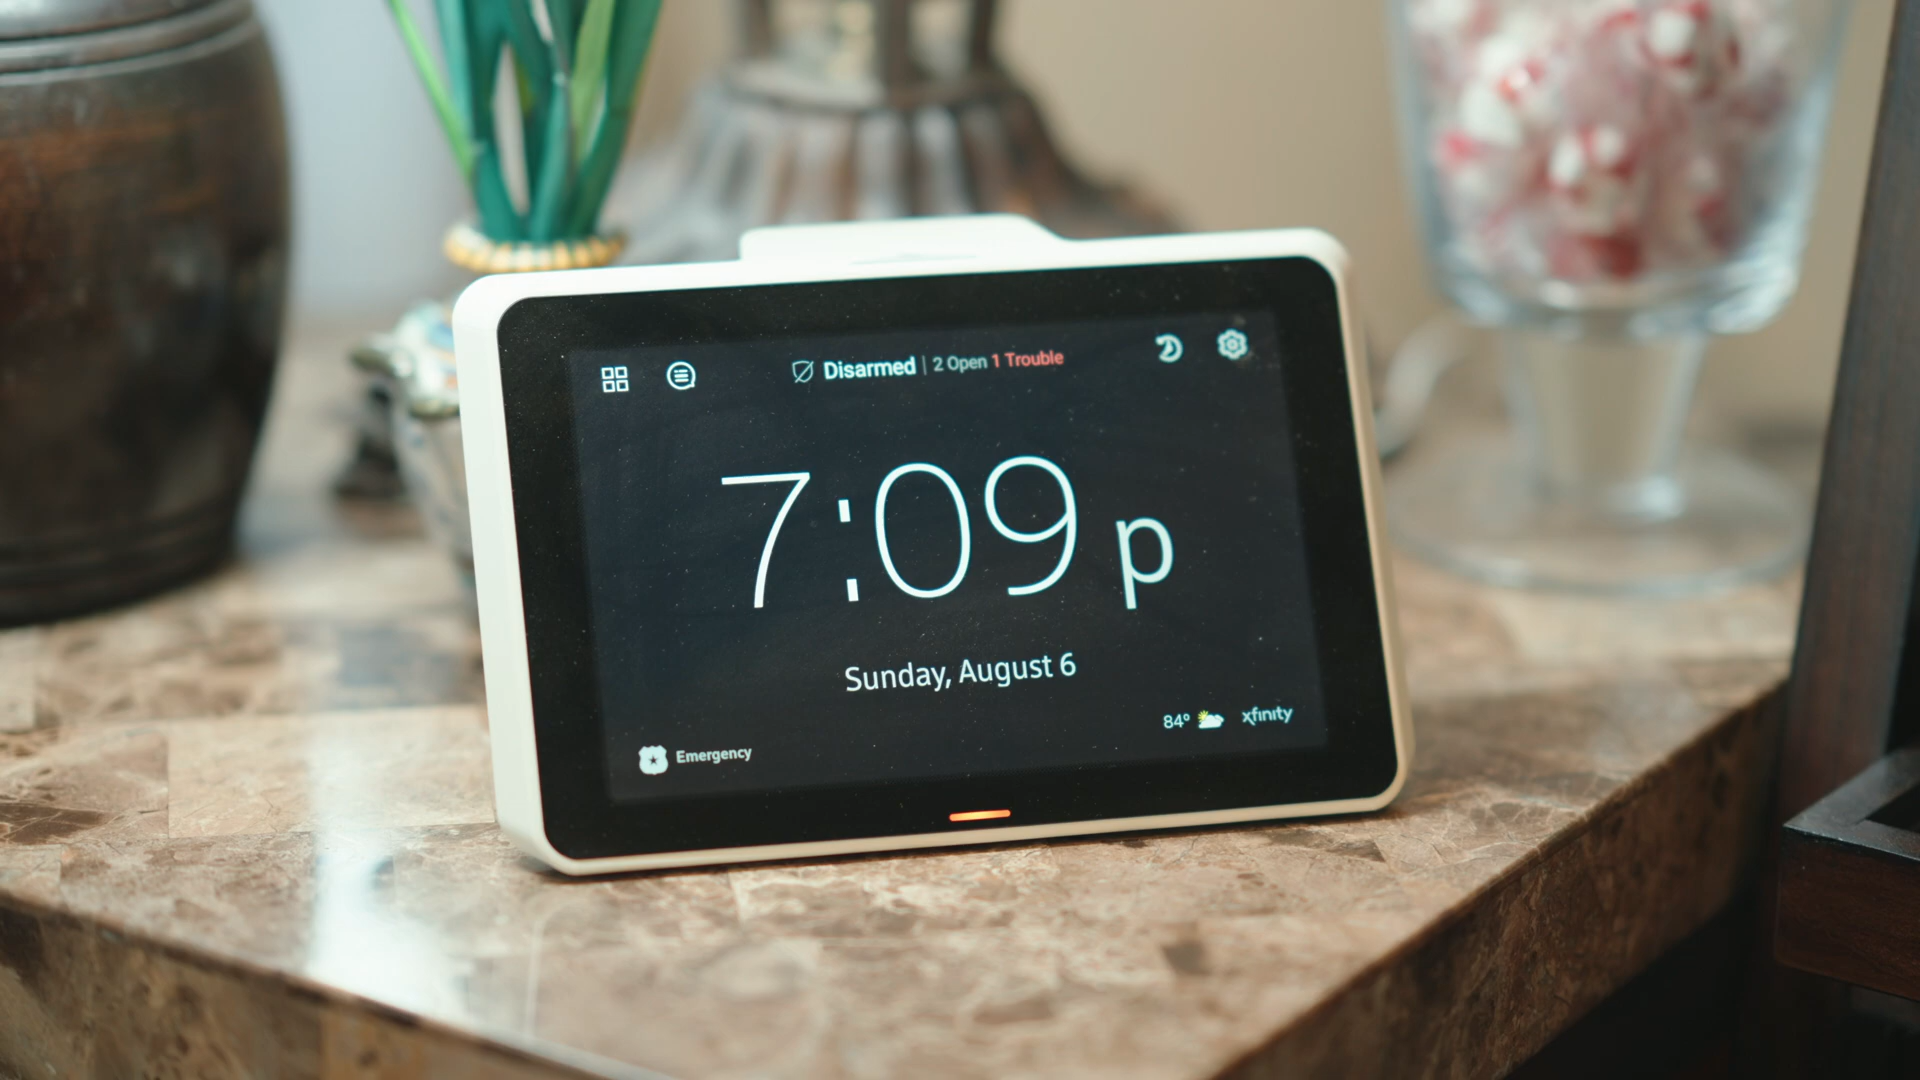 Disarmed | 2 Open 1 Trouble
7:09 p
Sunday, August 6
84° xfinity
Emergency